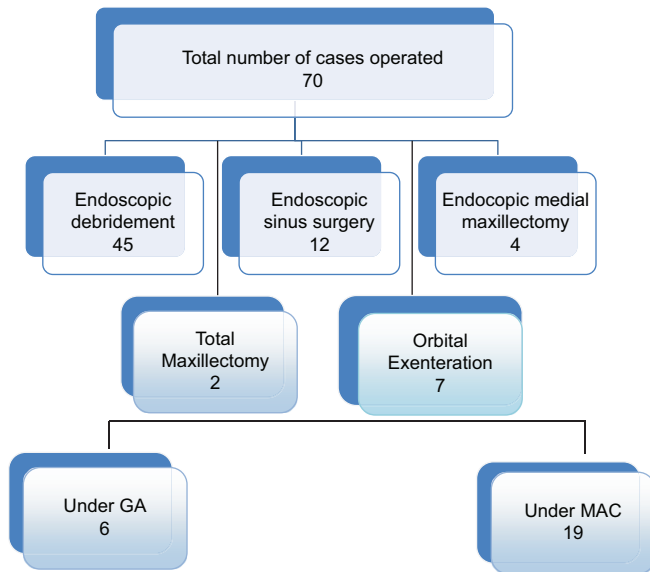 Total number of cases operated
70
Endoscopic
debridement
45
Endoscopic
sinus surgery
12
Endocopic medial
maxillectomy
4
Total
Maxillectomy
2
Orbital
Exenteration
7
Under GA
6
Under MAC
19